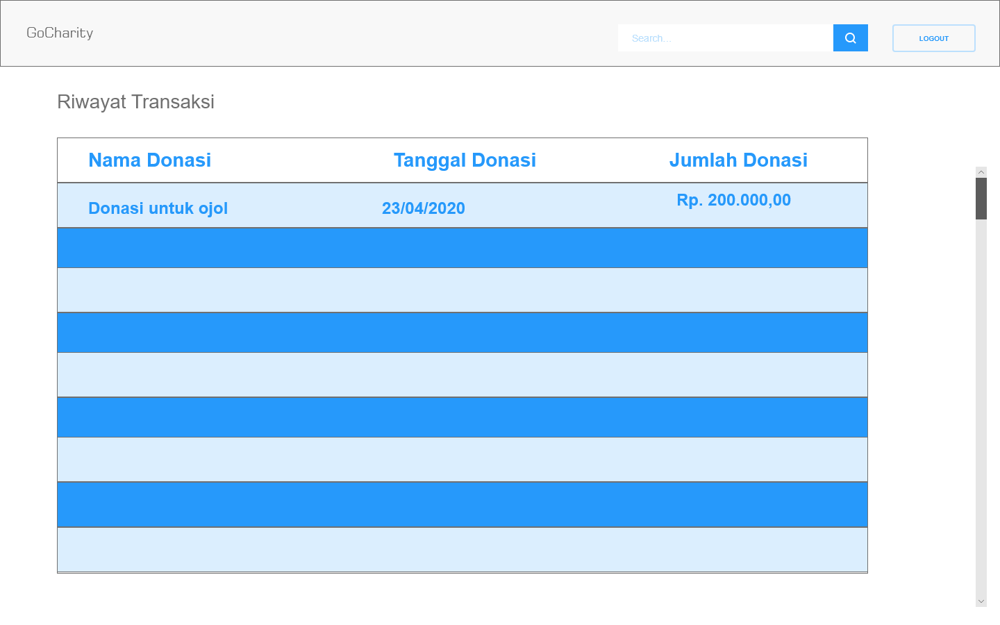 GoCharity
Search...
LOGOUT
Riwayat Transaksi
Nama Donasi Tanggal Donasi Jumlah Donasi
Donasi untuk ojol 23/04/2020 Rp. 200.000,00